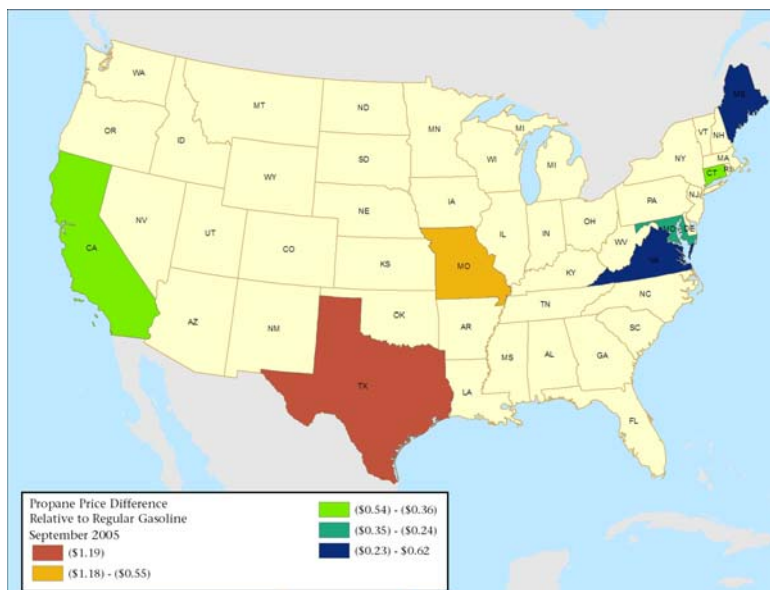 WA
MT
ND
MN
OR
ID
SD
WI
MI
MI
WY
NV
UT
CO
NE
IA
CA
KS
MO
IL
IN
OH
KY
WV
PA
NY
VT
NH
ME
MA
CT
RI
NJ
MD
DE
VA
NC
TN
SC
GA
AL
MS
AR
LA
OK
TX
NM
AZ
FL
Propane Price Difference
Relative to Regular Gasoline
September 2005
($1.19)
($1.18) - ($0.55)
($0.54) - ($0.36)
($0.35) - ($0.24)
($0.23) - $0.62